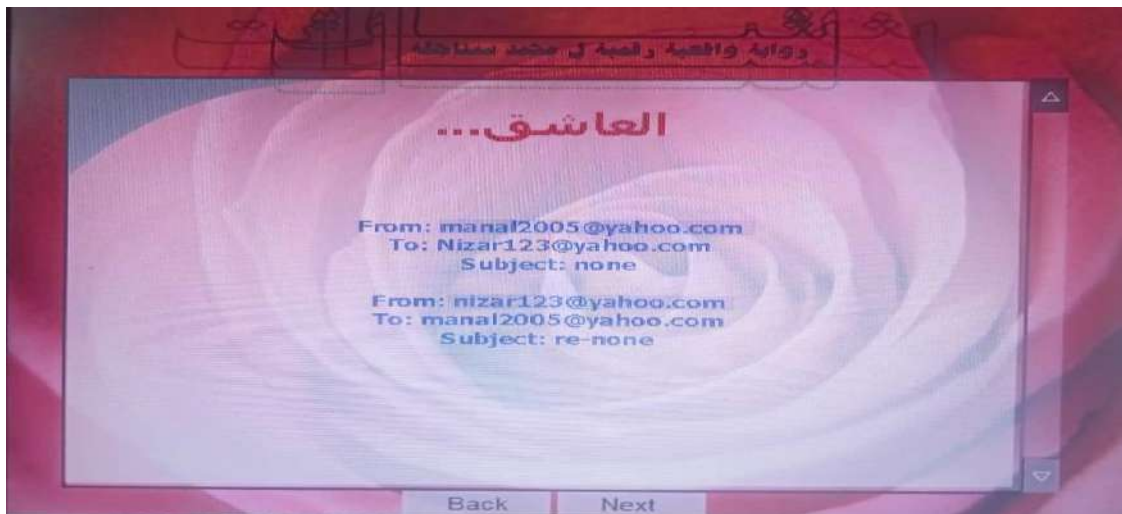 رواية واقعية رقمية ل محمد سناجلة
العاشق...
From: manal2005@yahoo.com
To: Nizar123@yahoo.com
Subject: none
From: nizar123@yahoo.com
To: manal2005@yahoo.com
Subject: re-none
Back Next